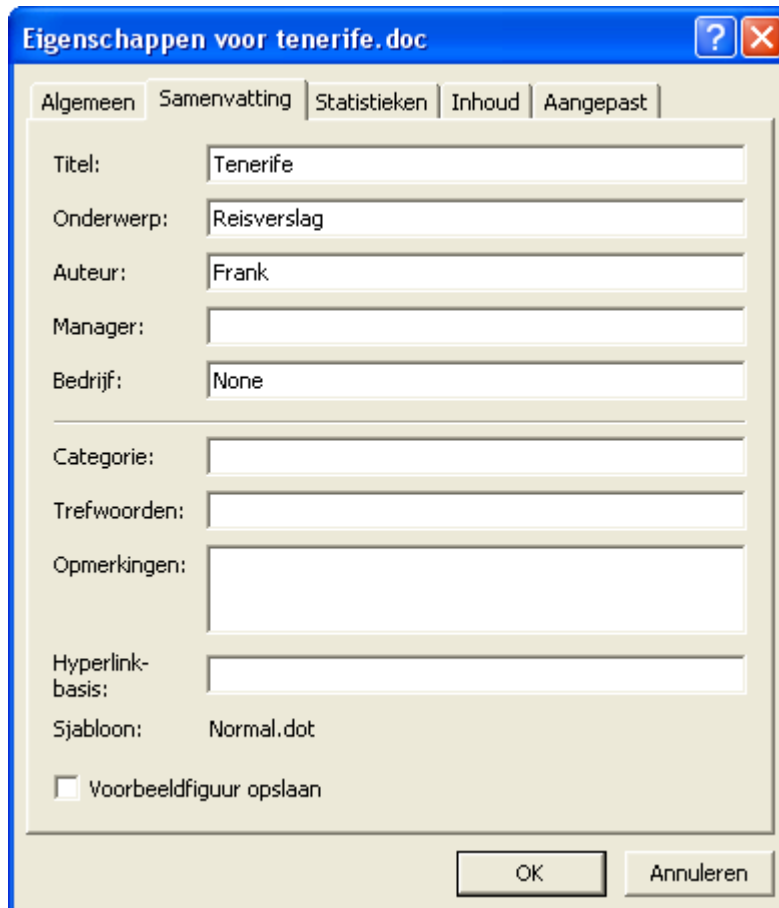 Eigenschappen voor tenerife.doc
Algemeen Samenvatting Statistieken Inhoud Aangepast
Titel: Tenerife
Onderwerp: Reisverslag
Auteur: Frank
Manager:
Bedrijf: None
Categorie:
Trefwoorden:
Opmerkingen:
Hyperlink-
basis:
Sjabloon: Normal.dot
Voorbeeldfiguur opslaan
OK Annuleren